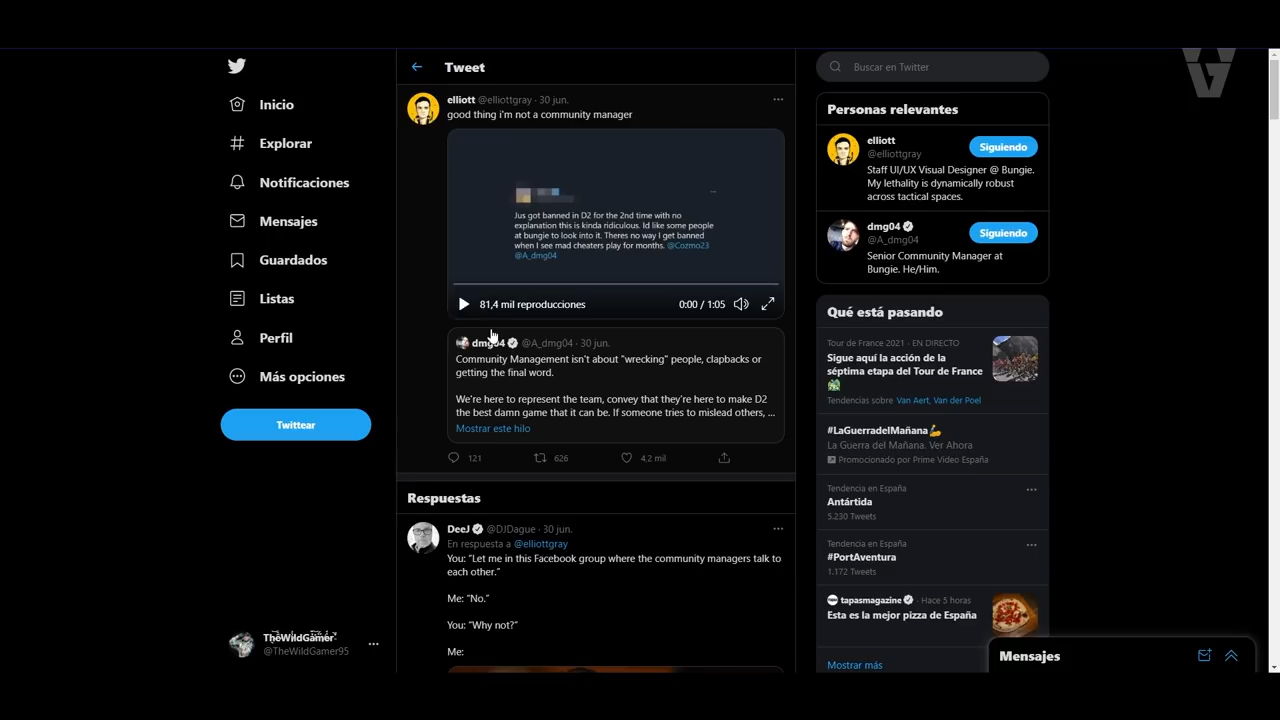 Tweet
Inicio
Explorar
Notificaciones
Mensajes
Guardados
Listas
Perfil
Más opciones
Twittear
TheWildGamer
@TheWildGamer95
elliott @elliottgray · 30 jun.
good thing i'm not a community manager
Jus got banned in D2 for the 2nd time with no
explanation this is kinda ridiculous. Id like some people
at bungie to look into it. Theres no way I get banned
when I see mad cheaters play for months. @Cozmo23
@A_dmg04
81,4 mil reproducciones
0:00 / 1:05
dmg04 @A_dmg04 · 30 jun.
Community Management isn't about "wrecking" people, clapbacks or
getting the final word.
We're here to represent the team, convey that they're here to make D2
the best damn game that it can be. If someone tries to mislead others, ...
Mostrar este hilo
121
626
4,2 mil
Respuestas
DeeJ @DJDague · 30 jun.
En respuesta a @elliottgray
You: "Let me in this Facebook group where the community managers talk to
each other."
Me: "No."
You: "Why not?"
Me:
Buscar en Twitter
Personas relevantes
elliott
@elliottgray
Siguiendo
Staff UI/UX Visual Designer @ Bungie.
My lethality is dynamically robust
across tactical spaces.
dmg04
@A_dmg04
Siguiendo
Senior Community Manager at
Bungie. He/Him.
Qué está pasando
Tour de France 2021 · EN DIRECTO
Sigue aquí la acción de la
séptima etapa del Tour de France
Tendencias sobre Van Aert, Van der Poel
#LaGuerradelMañana
La Guerra del Mañana. Ver Ahora
Promocionado por Prime Video España
Tendencia en España
Antártida
5.230 Tweets
Tendencia en España
#PortAventura
1.172 Tweets
tapasmagazine · Hace 5 horas
Esta es la mejor pizza de España
Mostrar más
Mensajes